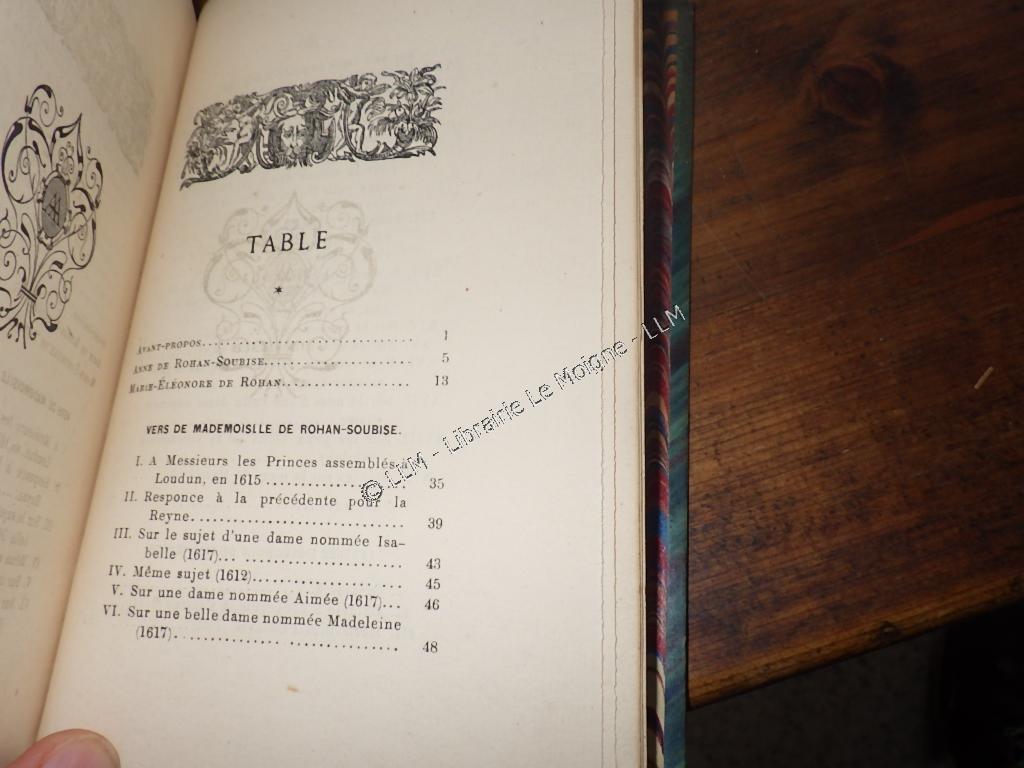 TABLE
*
Avant-propos.................................. 1
Anne de Rohan-Soubise......................... 5
Marie-Éléonore de Rohan....................... 13
VERS DE MADEMOISLLE DE ROHAN-SOUBISE.
I. A Messieurs les Princes assemblés à
Loudun, en 1615 .................... 35
II. Responce à la précédente pour la
Reyne.............................. 39
III. Sur le sujet d'une dame nommée Isa-
belle (1617)... ....................... 43
IV. Même sujet (1612)..................... 45
V. Sur une dame nommée Aimée (1617)... 46
VI. Sur une belle dame nommée Madeleine
(1617).............. ............... 48
© LLM - Librairie Le Moigne - LLM